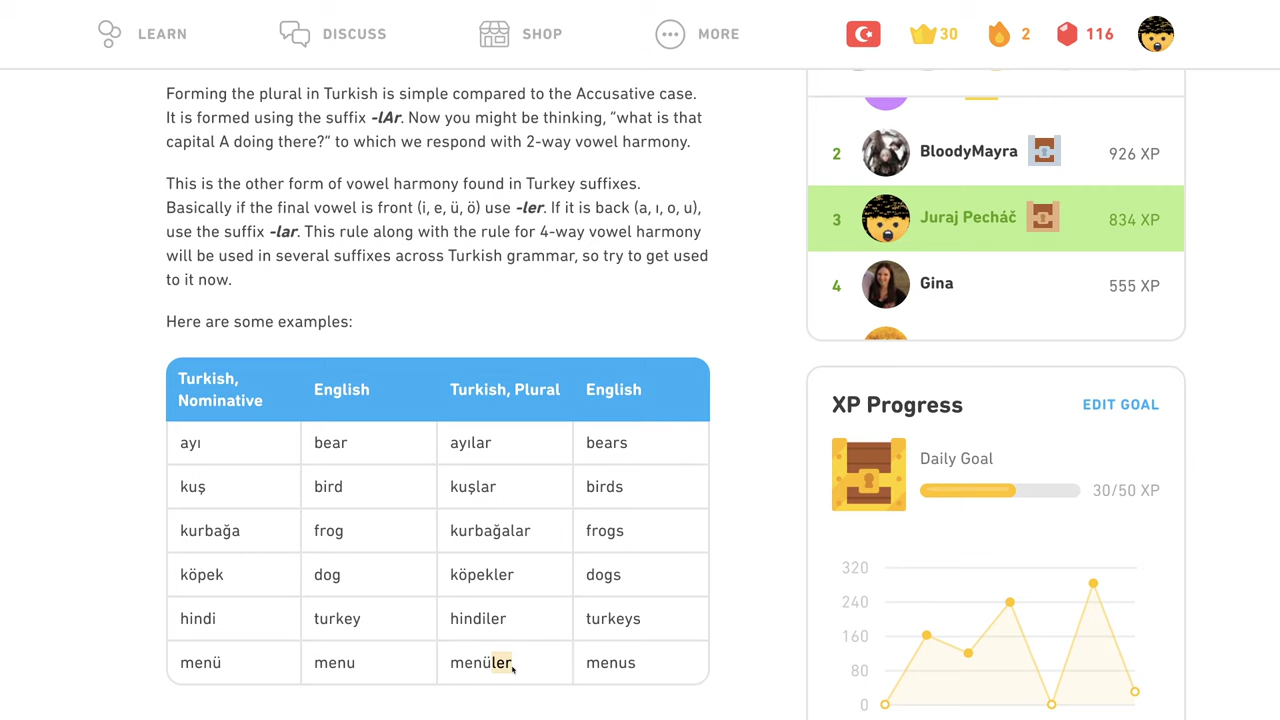 LEARN DISCUSS SHOP MORE 30 2 116
Forming the plural in Turkish is simple compared to the Accusative case.
It is formed using the suffix -lAr. Now you might be thinking, "what is that
capital A doing there?" to which we respond with 2-way vowel harmony.
This is the other form of vowel harmony found in Turkey suffixes.
Basically if the final vowel is front (i, e, ü, ö) use -ler. If it is back (a, ı, o, u),
use the suffix -lar. This rule along with the rule for 4-way vowel harmony
will be used in several suffixes across Turkish grammar, so try to get used
to it now.
Here are some examples:
Turkish, Nominative English Turkish, Plural English
ayı bear ayılar bears
kuş bird kuşlar birds
kurbağa frog kurbağalar frogs
köpek dog köpekler dogs
hindi turkey hindiler turkeys
menü menu menüler menus
2 BloodyMayra 926 XP
3 Juraj Pecháč 834 XP
4 Gina 555 XP
XP Progress EDIT GOAL
Daily Goal
30/50 XP
320
240
160
80
0